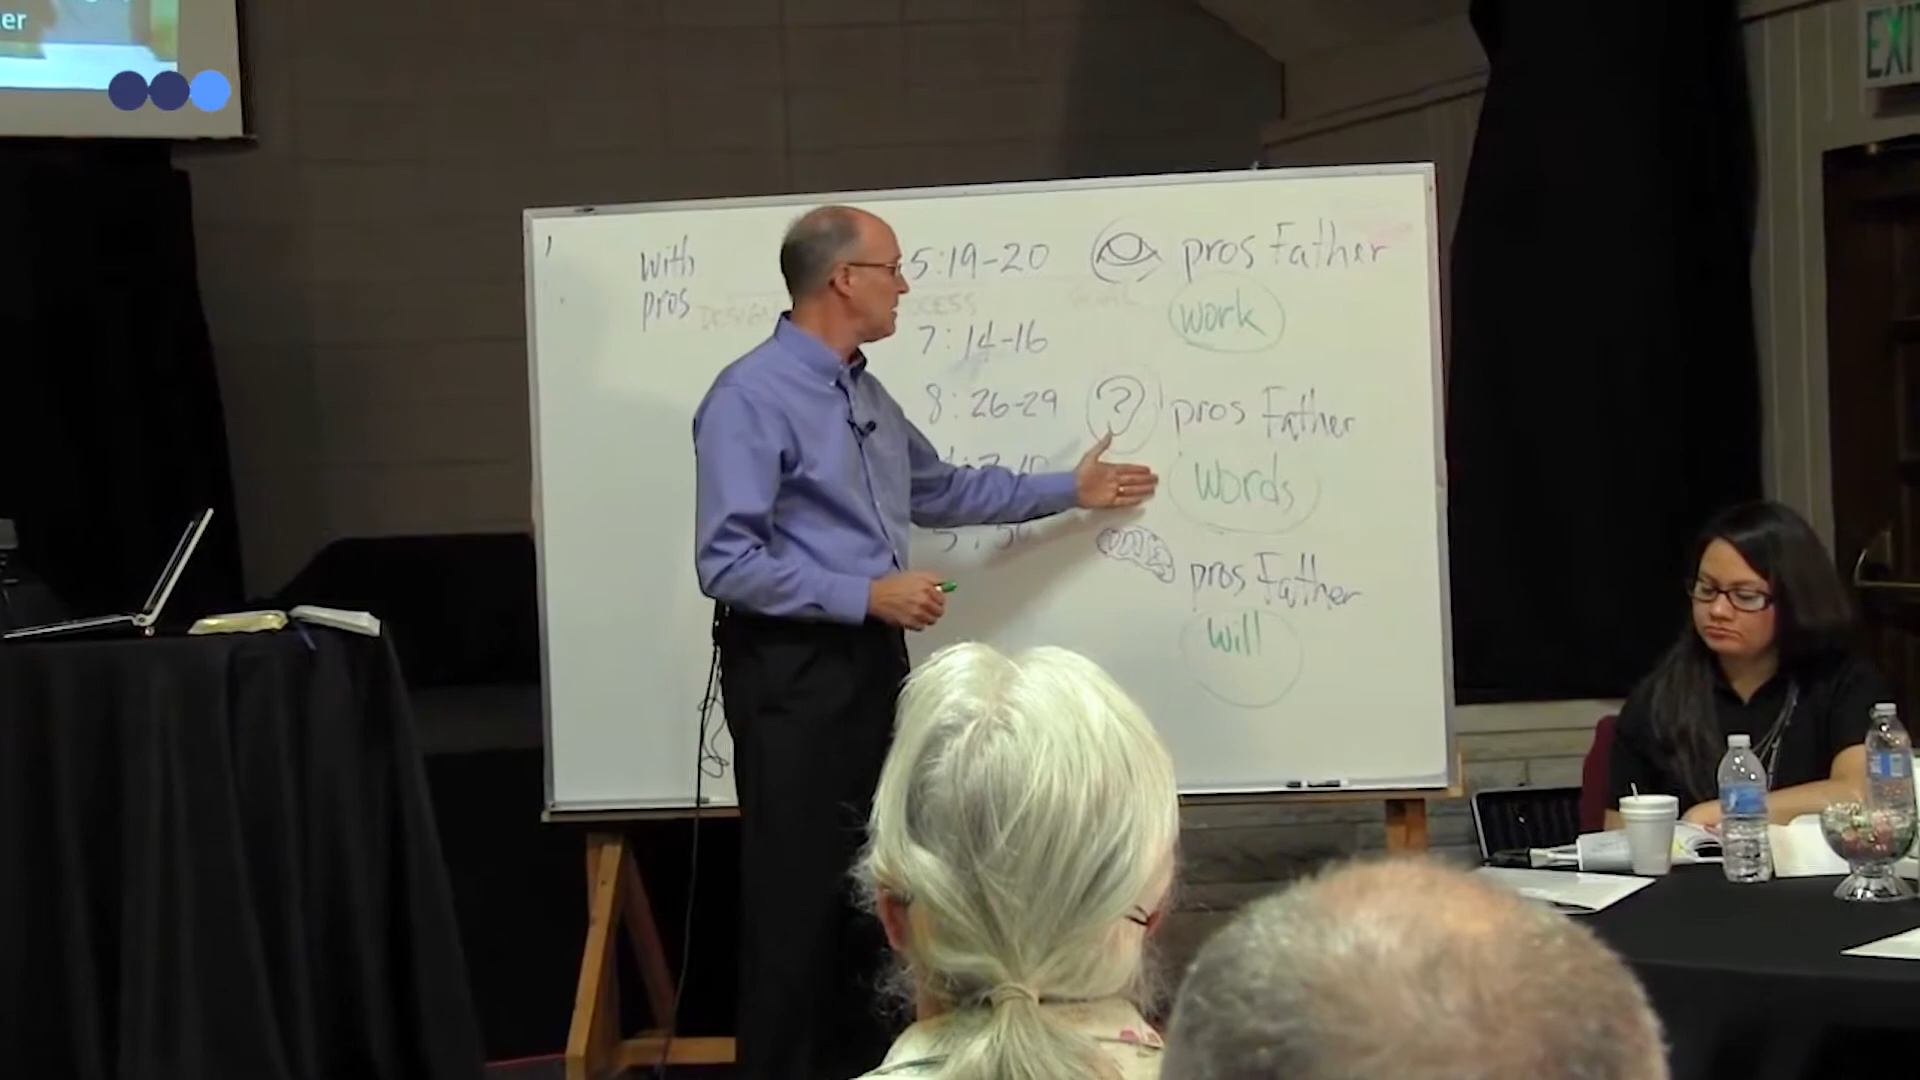 er
EXIT
with
pros
5:19-20
pros Father
work
7:14-16
8:26-29
pros Father
words
pros Father
will